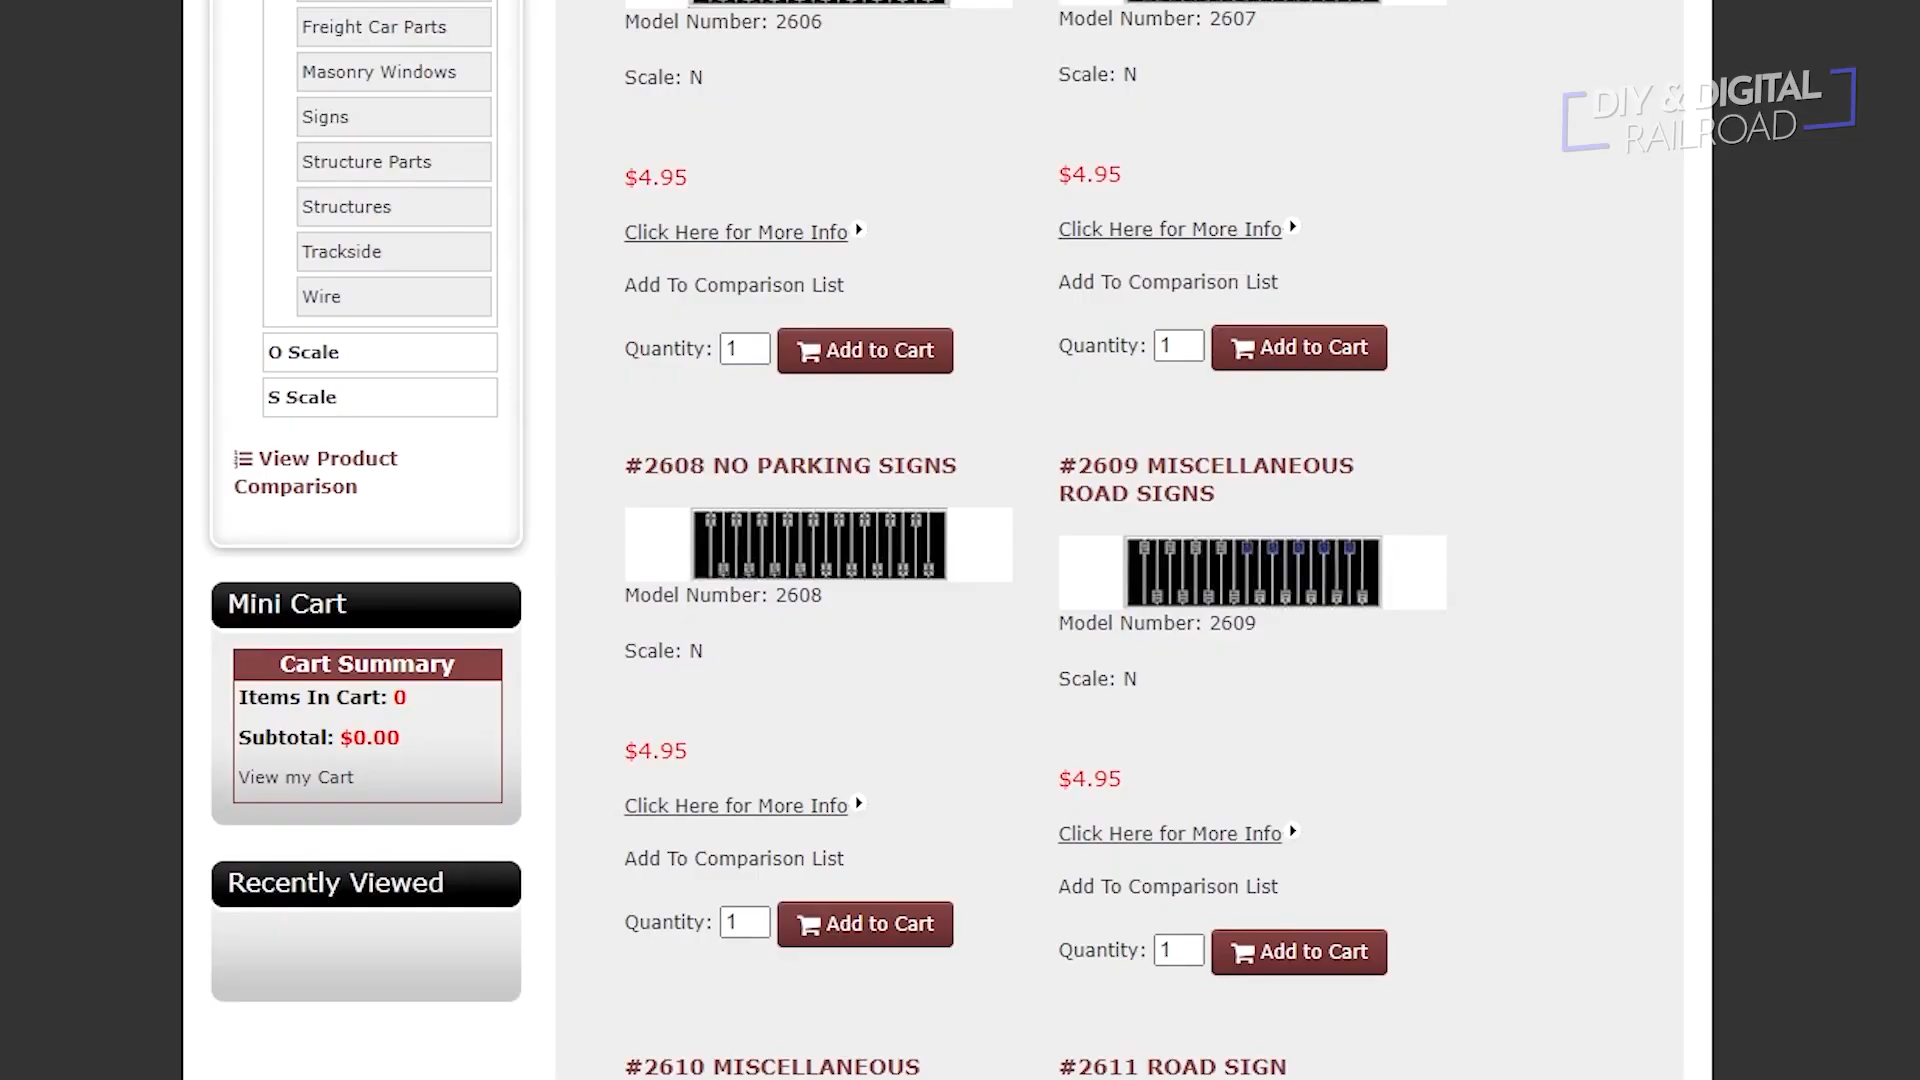 Freight Car Parts
Masonry Windows
Signs
Structure Parts
Structures
Trackside
Wire
O Scale
S Scale
View Product
Comparison
Mini Cart
Cart Summary
Items In Cart: 0
Subtotal: $0.00
View my Cart
Recently Viewed
Model Number: 2606
Scale: N
$4.95
Click Here for More Info
Add To Comparison List
Quantity: 1 Add to Cart
Model Number: 2607
Scale: N
$4.95
Click Here for More Info
Add To Comparison List
Quantity: 1 Add to Cart
#2608 NO PARKING SIGNS
Model Number: 2608
Scale: N
$4.95
Click Here for More Info
Add To Comparison List
Quantity: 1 Add to Cart
#2609 MISCELLANEOUS
ROAD SIGNS
Model Number: 2609
Scale: N
$4.95
Click Here for More Info
Add To Comparison List
Quantity: 1 Add to Cart
#2610 MISCELLANEOUS
#2611 ROAD SIGN
DIY & DIGITAL
RAILROAD